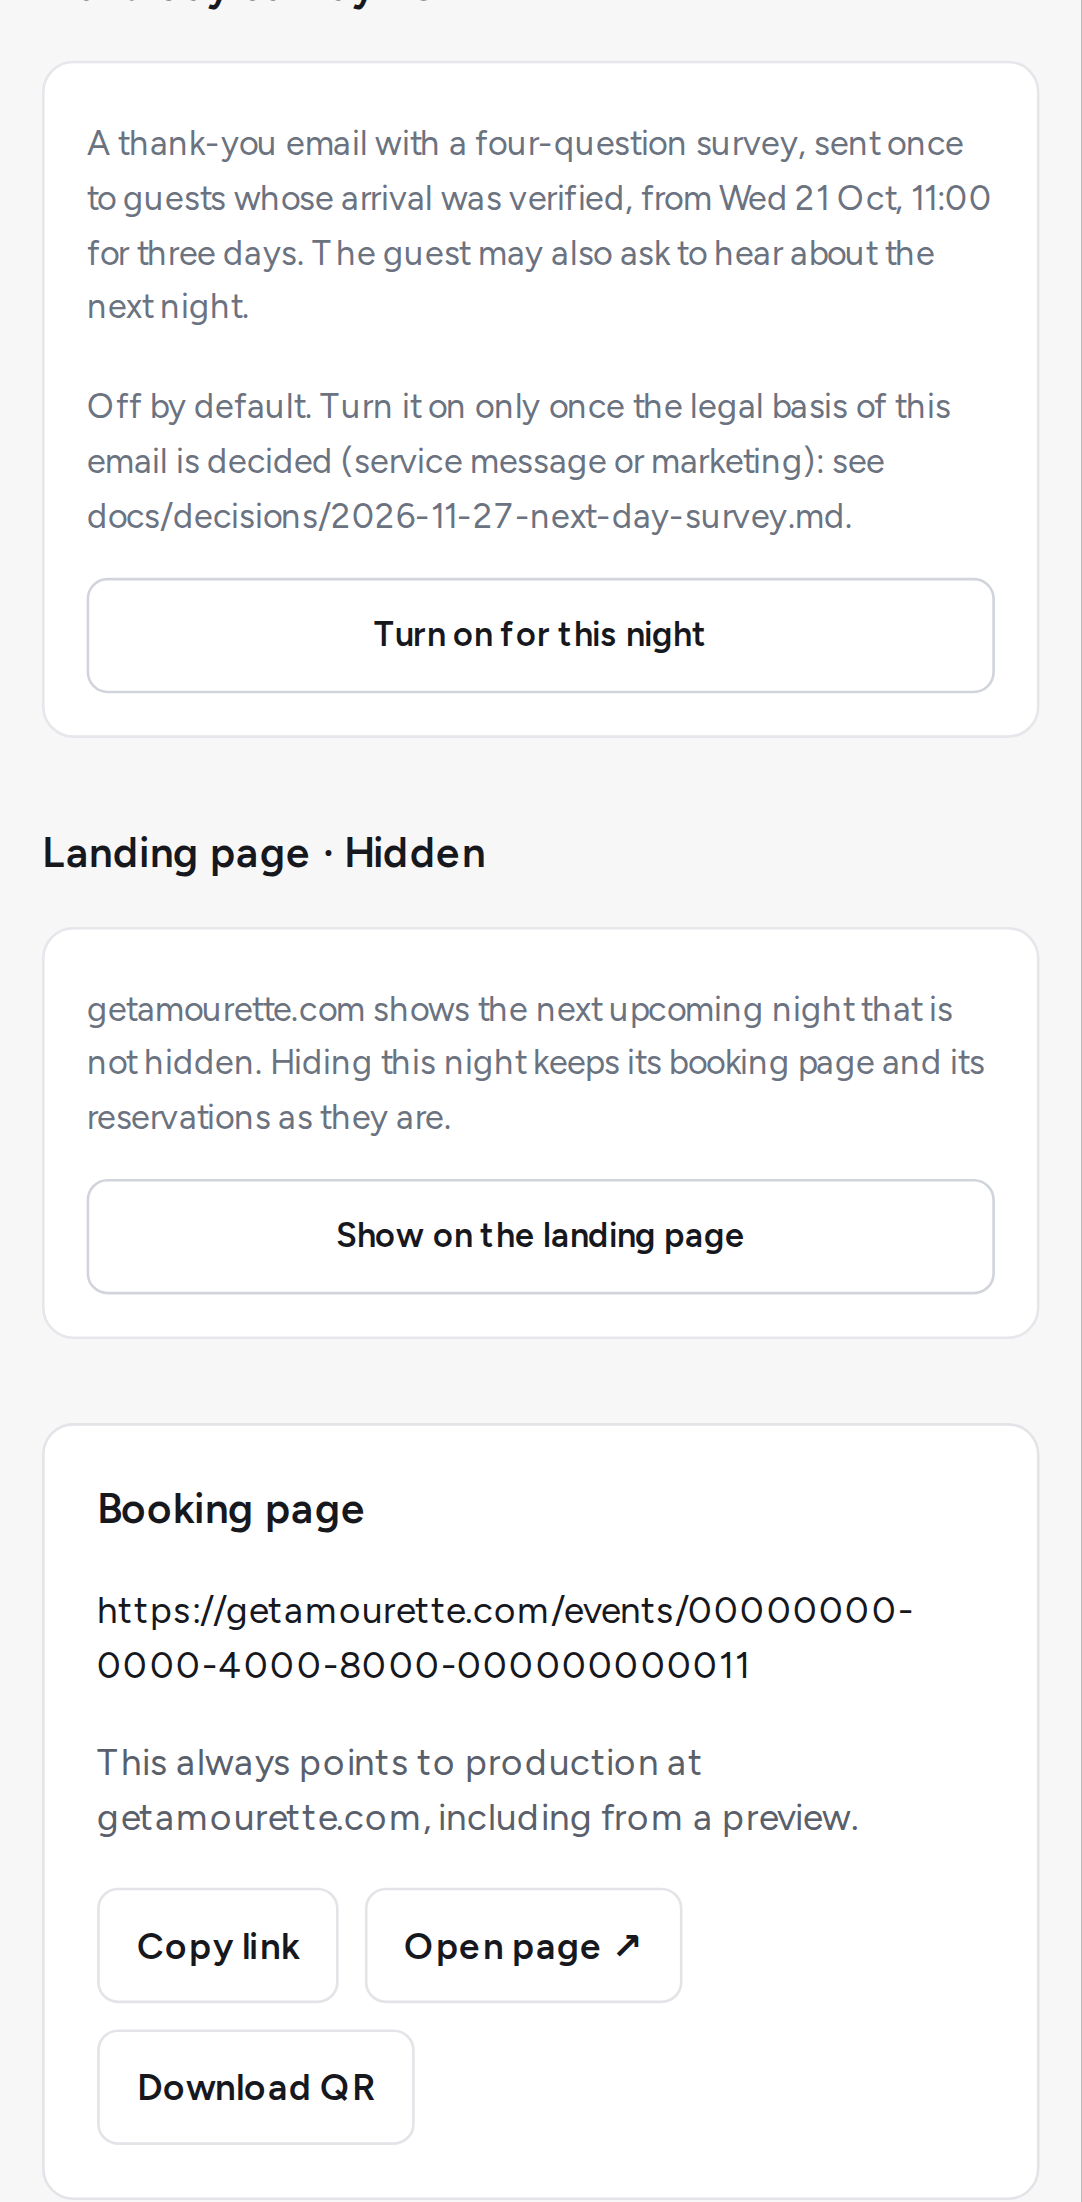 A thank-you email with a four-question survey, sent once
to guests whose arrival was verified, from Wed 21 Oct, 11:00
for three days. The guest may also ask to hear about the
next night.
Off by default. Turn it on only once the legal basis of this
email is decided (service message or marketing): see
docs/decisions/2026-11-27-next-day-survey.md.
Turn on for this night
Landing page · Hidden
getamourette.com shows the next upcoming night that is
not hidden. Hiding this night keeps its booking page and its
reservations as they are.
Show on the landing page
Booking page
https://getamourette.com/events/00000000-
0000-4000-8000-000000000011
This always points to production at
getamourette.com, including from a preview.
Copy link
Open page ↗
Download QR